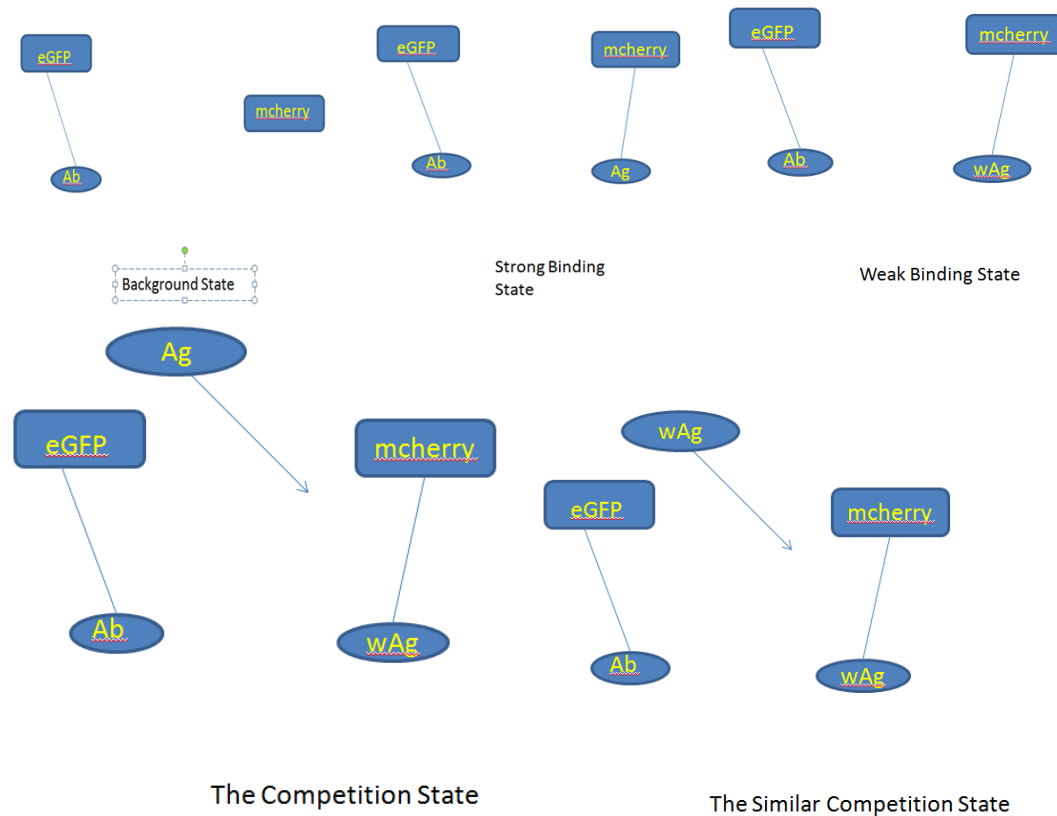 eGFP
mcherry
Ab
eGFP
Ab
mcherry
Ag
eGFP
Ab
mcherry
wAg
Background State
Strong Binding
State
Weak Binding State
Ag
eGFP
mcherry
Ab
wAg
wAg
eGFP
mcherry
Ab
wAg
The Competition State
The Similar Competition State